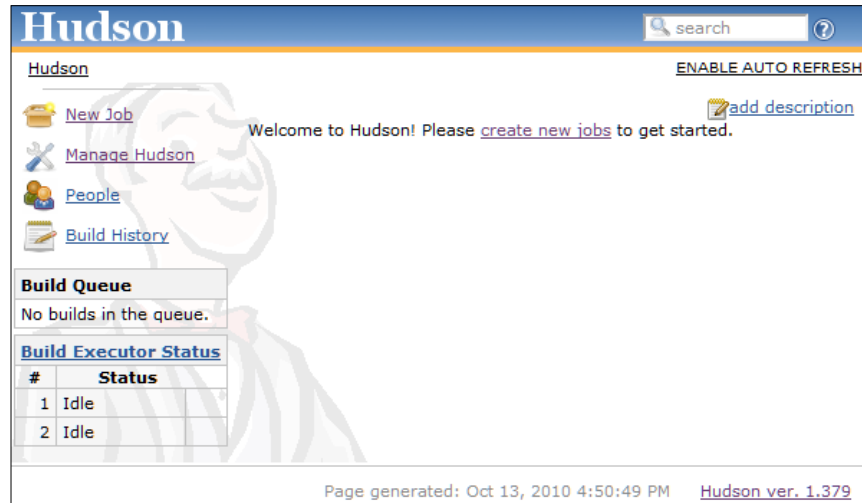 Hudson
search
Hudson
ENABLE AUTO REFRESH
New Job
Manage Hudson
People
Build History
add description
Welcome to Hudson! Please create new jobs to get started.
Build Queue
No builds in the queue.
Build Executor Status
# Status
1 Idle
2 Idle
Page generated: Oct 13, 2010 4:50:49 PM Hudson ver. 1.379